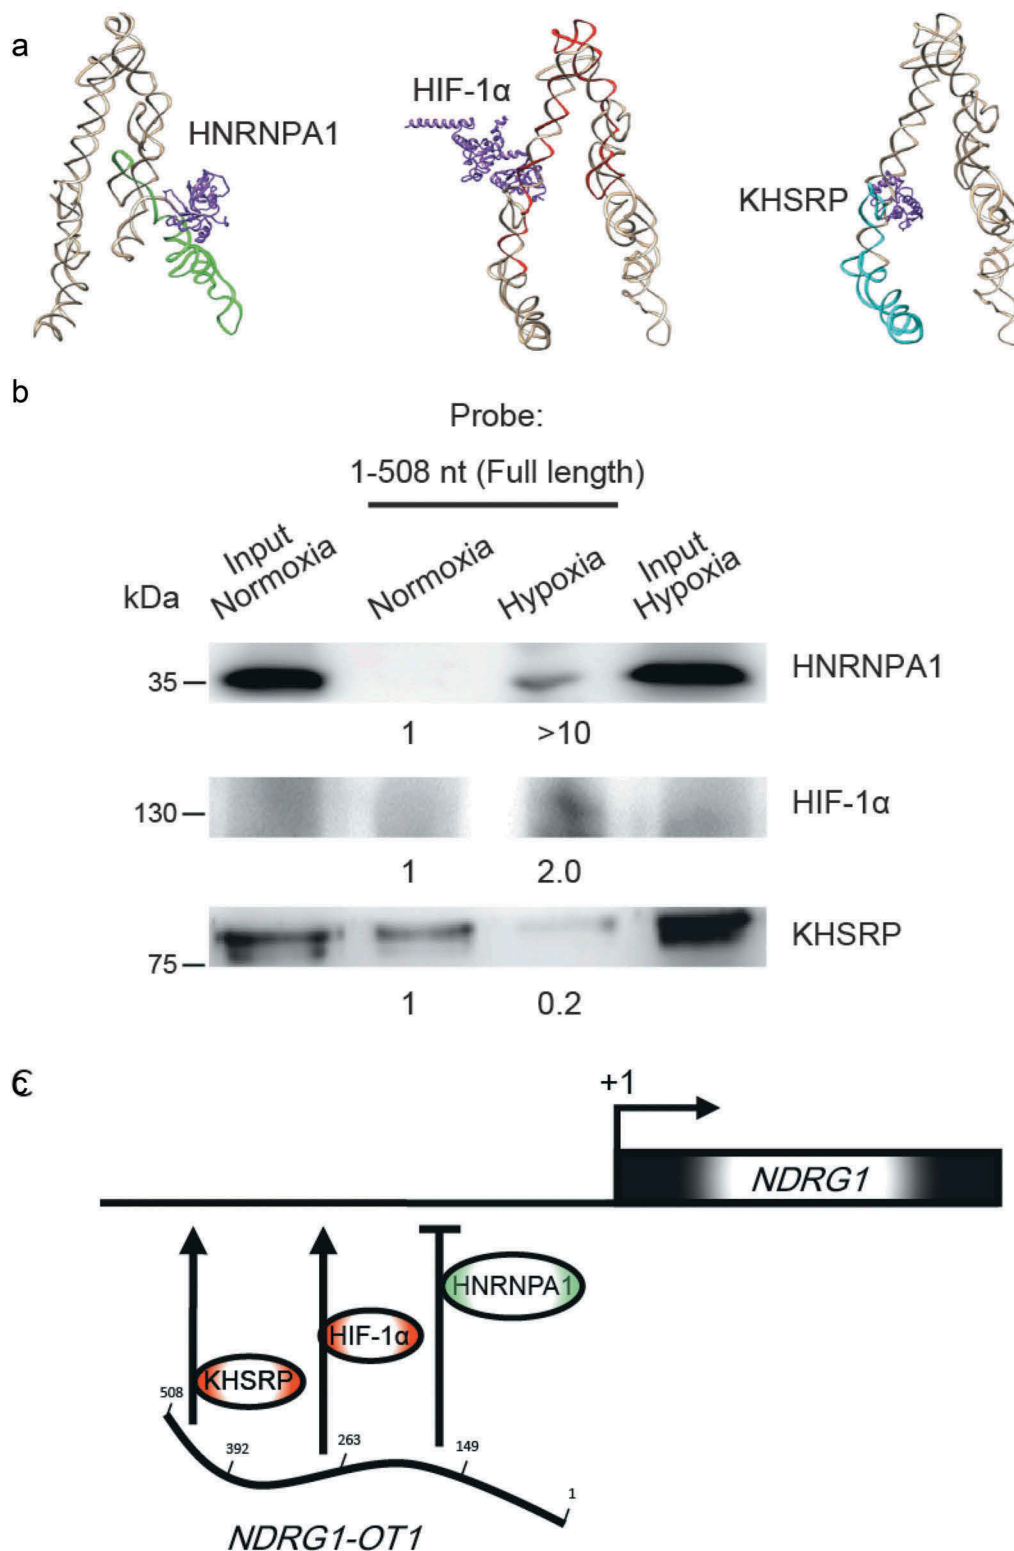 a
HNRNPA1
HIF-1α
KHSRP
b
Probe:
1-508 nt (Full length)
Input
Normoxia
Normoxia
Hypoxia
Input
Hypoxia
kDa
35
HNRNPA1
1 >10
130
HIF-1α
1 2.0
75
KHSRP
1 0.2
c
+1
NDRG1
HNRNPA1
HIF-1α
KHSRP
508
392
263
149
1
NDRG1-OT1